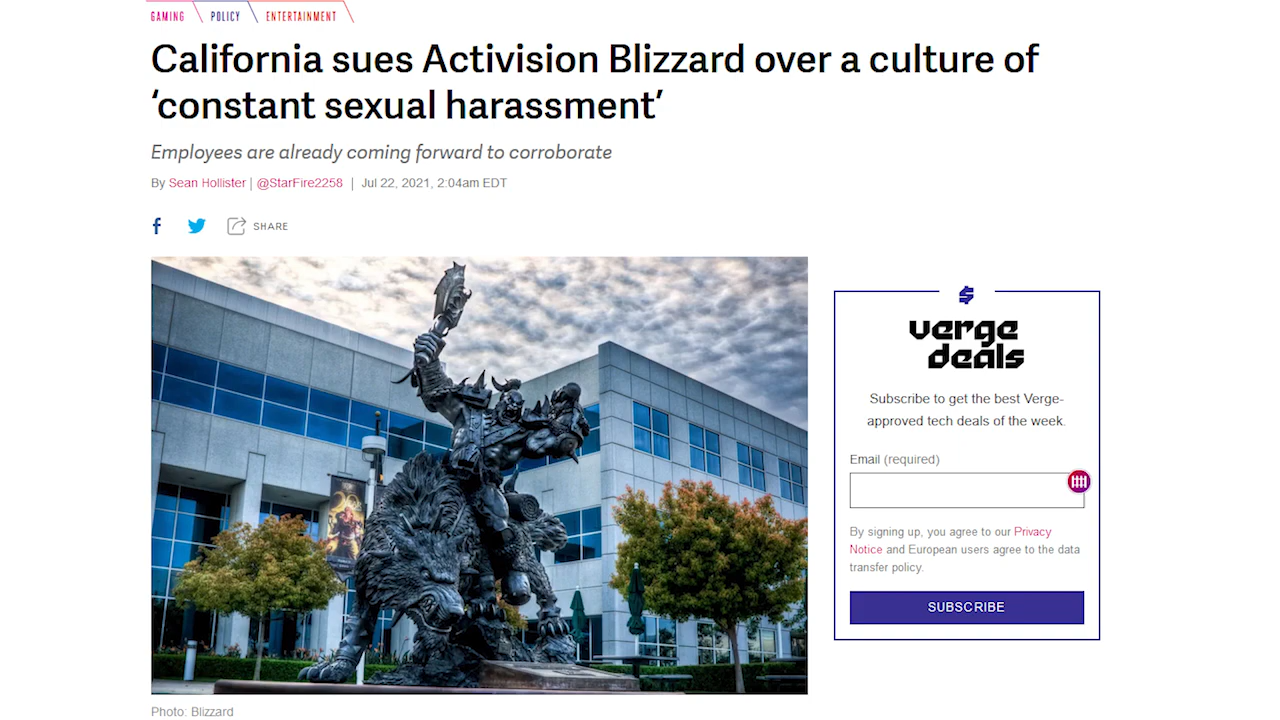 GAMING POLICY ENTERTAINMENT
California sues Activision Blizzard over a culture of
‘constant sexual harassment’
Employees are already coming forward to corroborate
By Sean Hollister | @StarFire2258 | Jul 22, 2021, 2:04am EDT
SHARE
Photo: Blizzard
$
verge
deals
Subscribe to get the best Verge-
approved tech deals of the week.
Email (required)
By signing up, you agree to our Privacy
Notice and European users agree to the data
transfer policy.
SUBSCRIBE